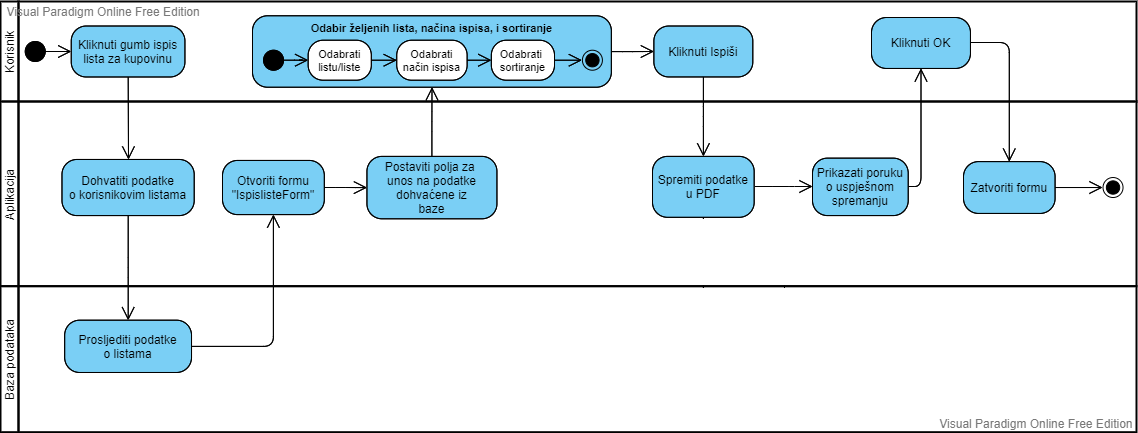 Visual Paradigm Online Free Edition
Korisnik
Kliknuti gumb ispis
lista za kupovinu
Odabir željenih lista, načina ispisa, i sortiranje
Odabrati
listu/liste
Odabrati
način ispisa
Odabrati
sortiranje
Kliknuti Ispiši
Kliknuti OK
Aplikacija
Dohvatiti podatke
o korisnikovim listama
Otvoriti formu
"IspislisteForm"
Postaviti polja za
unos na podatke
dohvaćene iz
baze
Spremiti podatke
u PDF
Prikazati poruku
o uspješnom
spremanju
Zatvoriti formu
Baza podataka
Prosljediti podatke
o listama
Visual Paradigm Online Free Edition